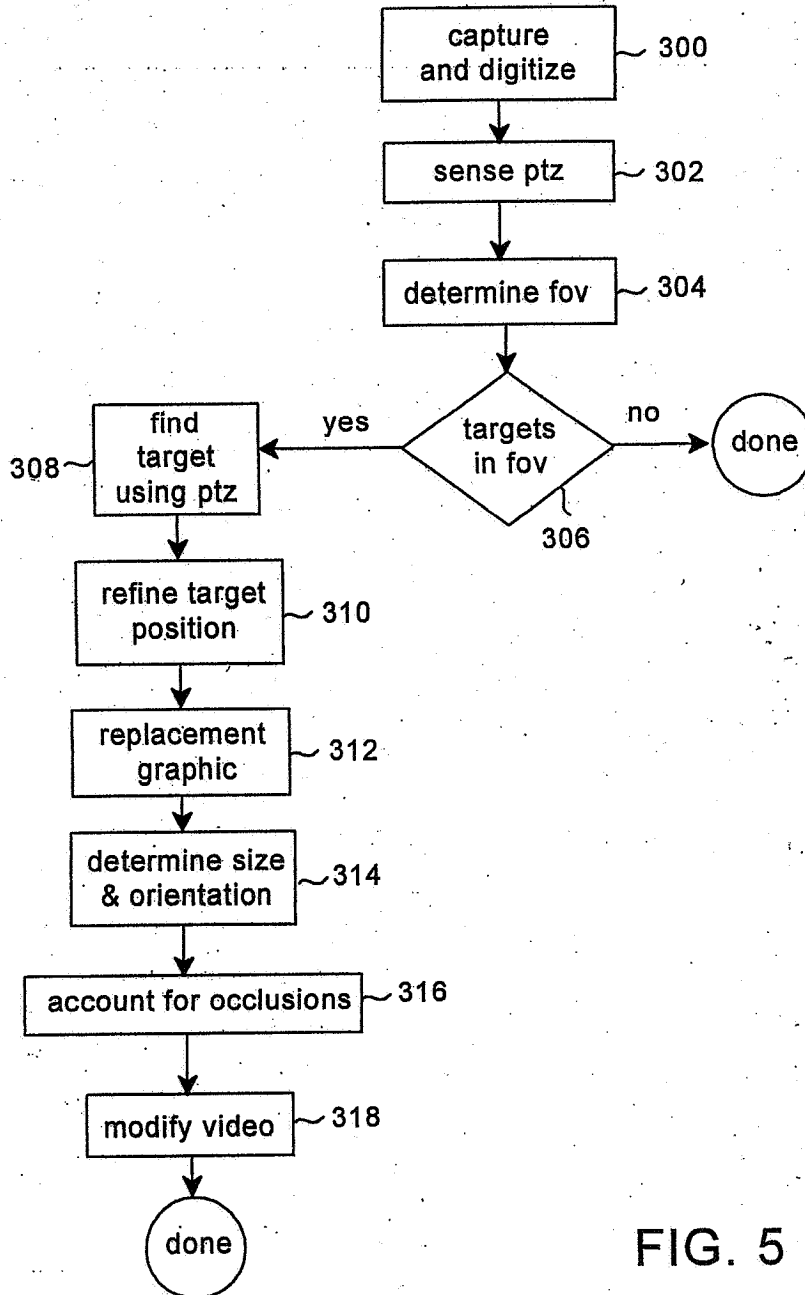 capture
and digitize
300
sense ptz
302
determine fov
304
targets
in fov
306
yes
no
done
find
target
using ptz
308
refine target
position
310
replacement
graphic
312
determine size
& orientation
314
account for occlusions
316
modify video
318
done
FIG. 5